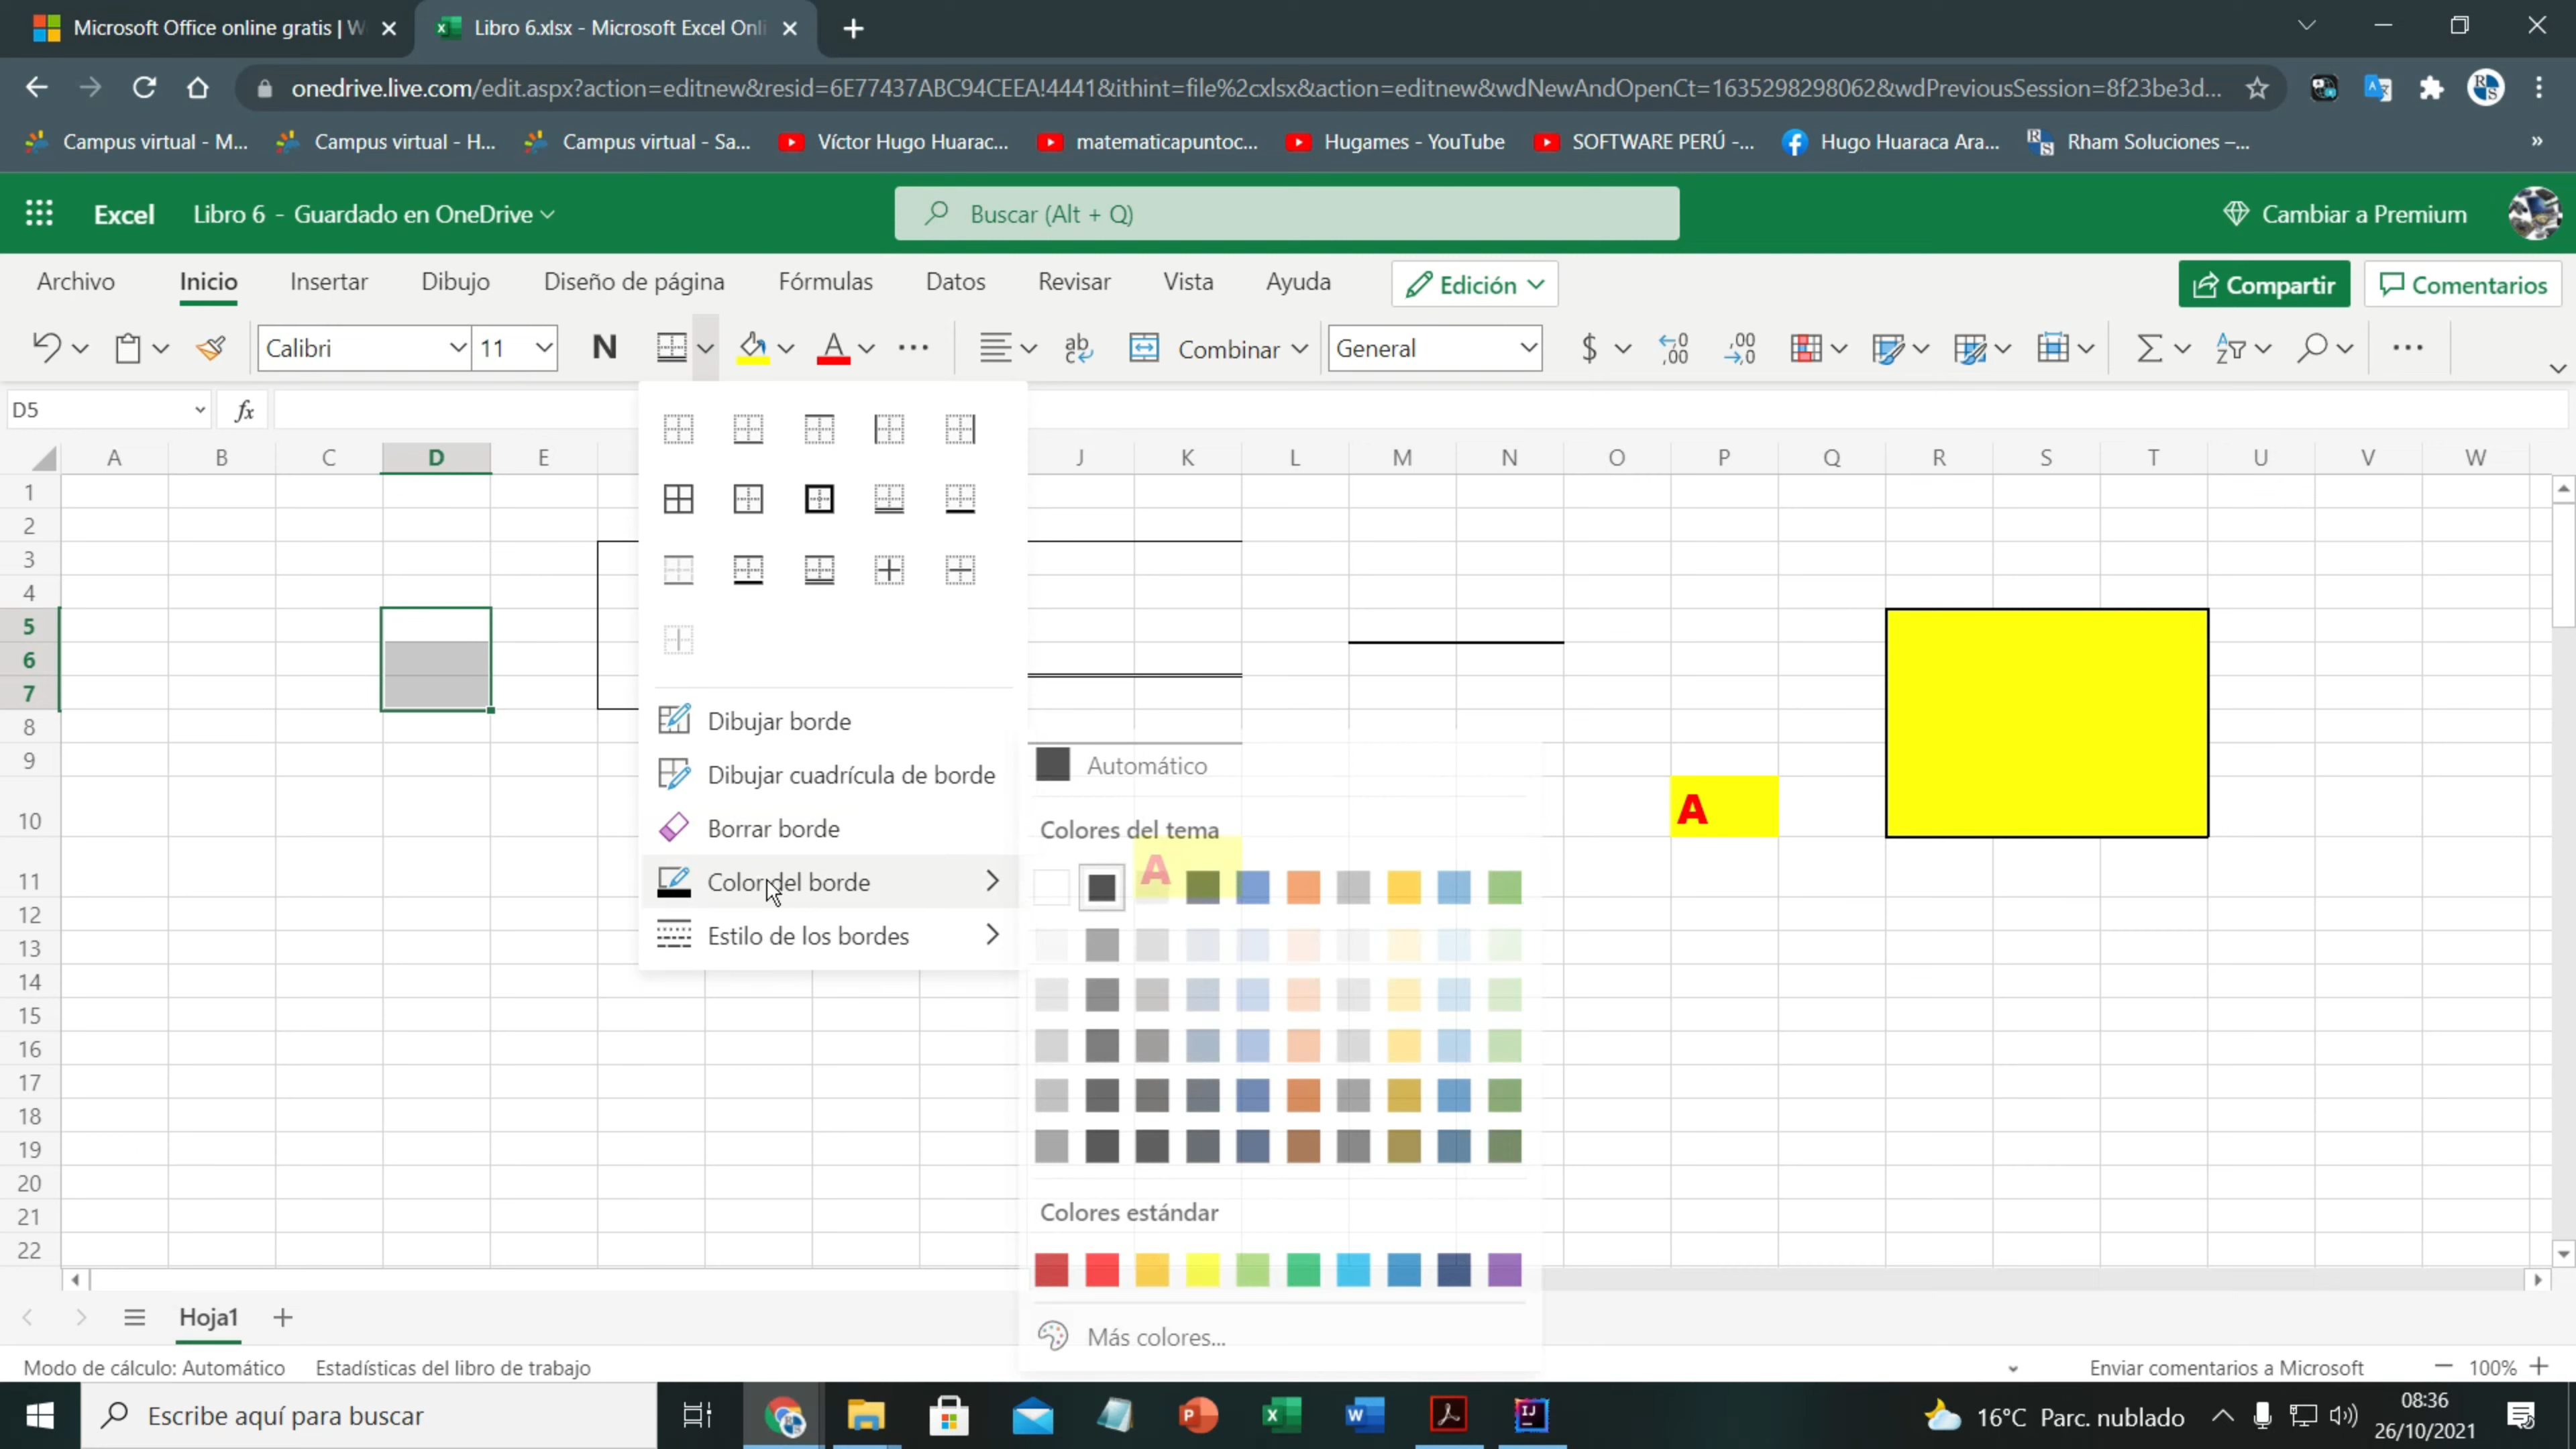 Microsoft Office online gratis | W
Libro 6.xlsx - Microsoft Excel Onli
onedrive.live.com/edit.aspx?action=editnew&resid=6E77437ABC94CEEA!4441&ithint=file%2cxlsx&action=editnew&wdNewAndOpenCt=1635298298062&wdPreviousSession=8f23be3d...
Campus virtual - M...
Campus virtual - H...
Campus virtual - Sa...
Víctor Hugo Huarac...
matematicapuntoc...
Hugames - YouTube
SOFTWARE PERÚ -...
Hugo Huaraca Ara...
Rham Soluciones –...
»
Excel
Libro 6 - Guardado en OneDrive
Buscar (Alt + Q)
Cambiar a Premium
Archivo Inicio Insertar Dibujo Diseño de página Fórmulas Datos Revisar Vista Ayuda
Edición
Compartir
Comentarios
Calibri
11
N
A
ab
c
Combinar
General
$
,00
,00
D5
fx
A B C D E J K L M N O P Q R S T U V W
1
2
3
4
5
6
7
8
9
10
11
12
13
14
15
16
17
18
19
20
21
22
Dibujar borde
Dibujar cuadrícula de borde
Borrar borde
Color del borde
Estilo de los bordes
Automático
Colores del tema
A
A
Colores estándar
Más colores...
Hoja1
Modo de cálculo: Automático
Estadísticas del libro de trabajo
Enviar comentarios a Microsoft
100%
Escribe aquí para buscar
16°C Parc. nublado
08:36
26/10/2021